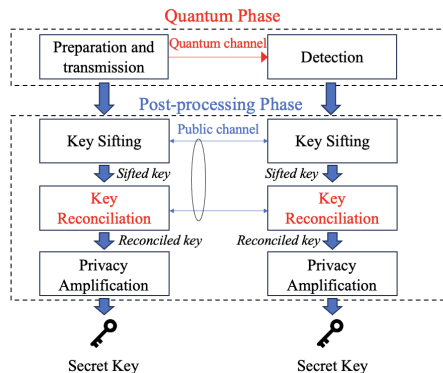 Quantum Phase
Preparation and
transmission
Quantum channel
Detection
Post-processing Phase
Key Sifting
Public channel
Key Sifting
Sifted key
Sifted key
Key
Reconciliation
Key
Reconciliation
Reconciled key
Reconciled key
Privacy
Amplification
Privacy
Amplification
Secret Key
Secret Key